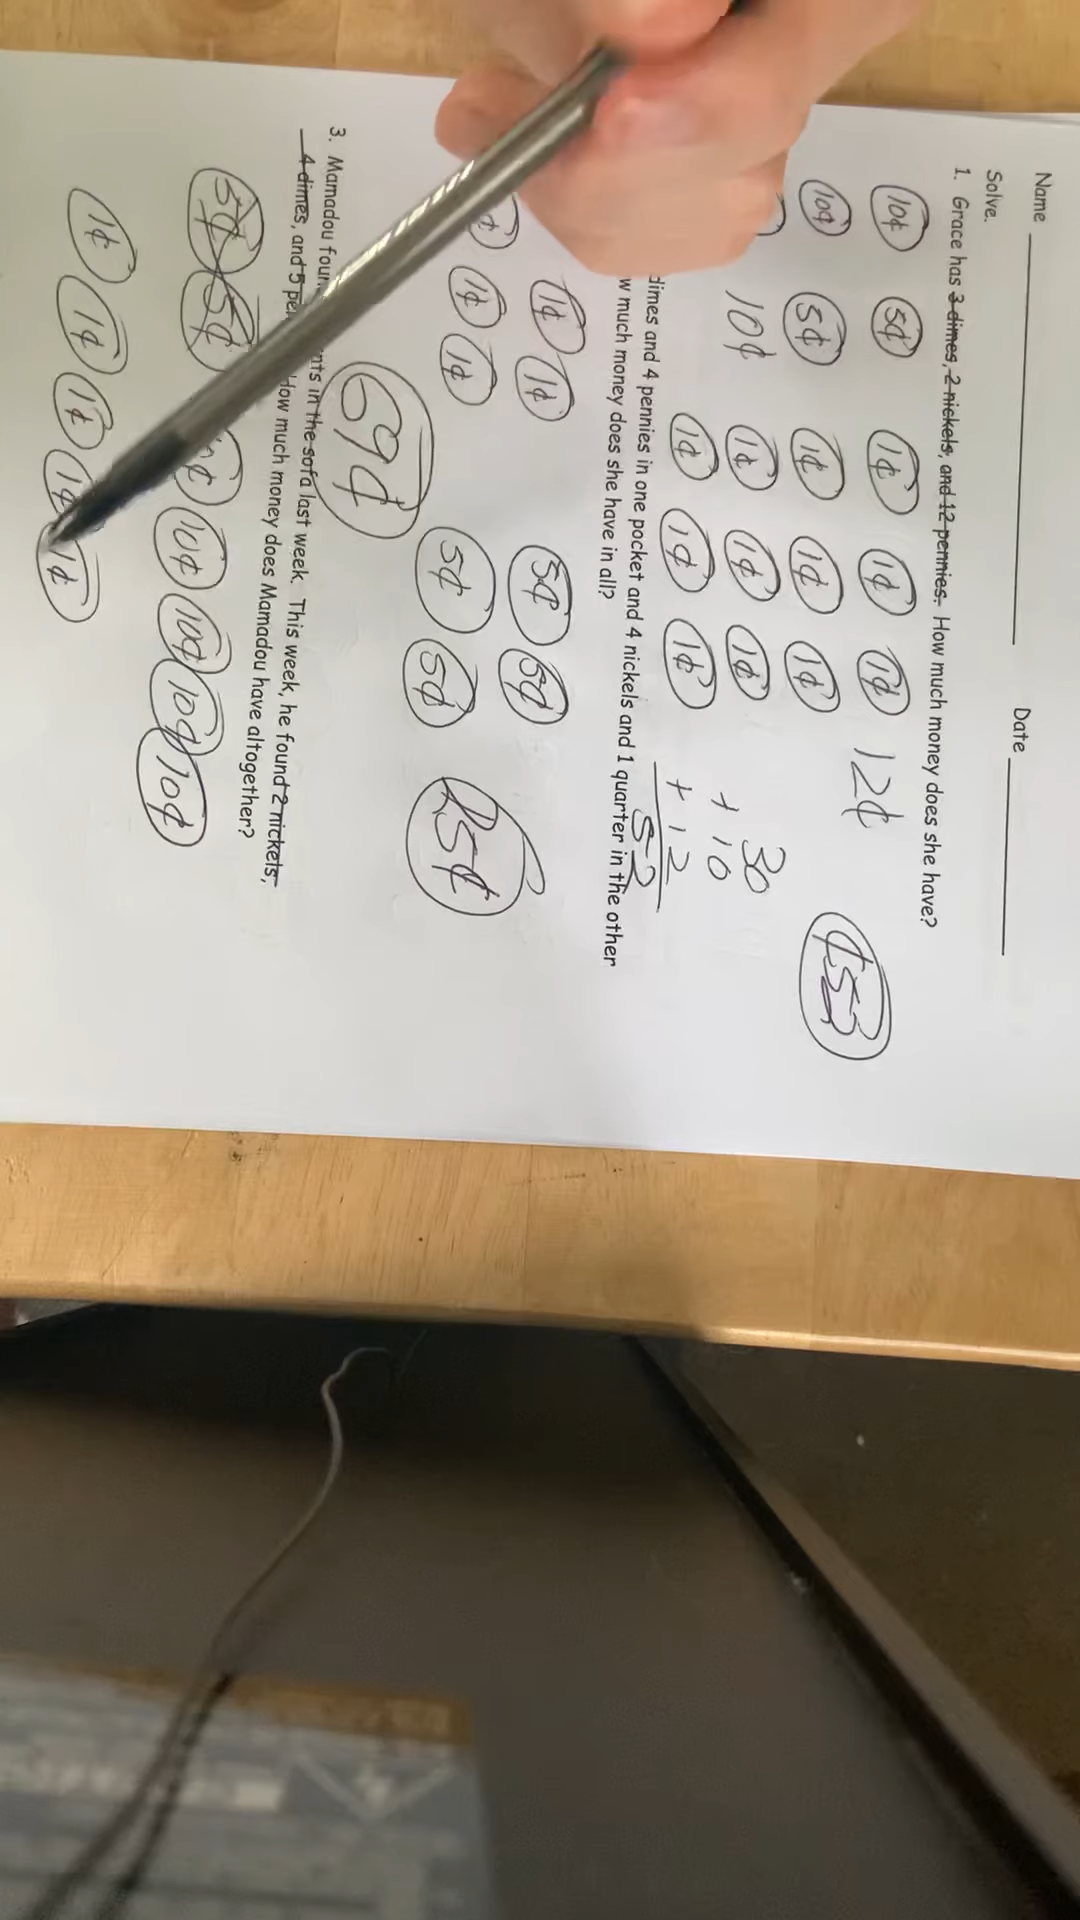 Name Date
Solve.
1. Grace has 3 dimes, 2 nickels, and 12 pennies. How much money does she have?
10¢ 5¢ 1¢ 1¢ 1¢ 12¢
10¢ 5¢ 1¢ 1¢ 1¢ ¢52
10¢ 1¢ 1¢ 1¢ 30
+ 10
1¢ 1¢ 1¢ + 12
52
dimes and 4 pennies in one pocket and 4 nickels and 1 quarter in the other
much money does she have in all?
1¢ 1¢ 5¢ 5¢
1¢ 1¢ 5¢ 5¢ 25¢
69¢
3. Mamadou in the sofa last week. This week, he found 2 nickels,
4 dimes, and 5 How much money does Mamadou have altogether?
5¢ 5¢ 10¢ 10¢ 10¢ 10¢
1¢ 1¢ 1¢ 1¢ 1¢